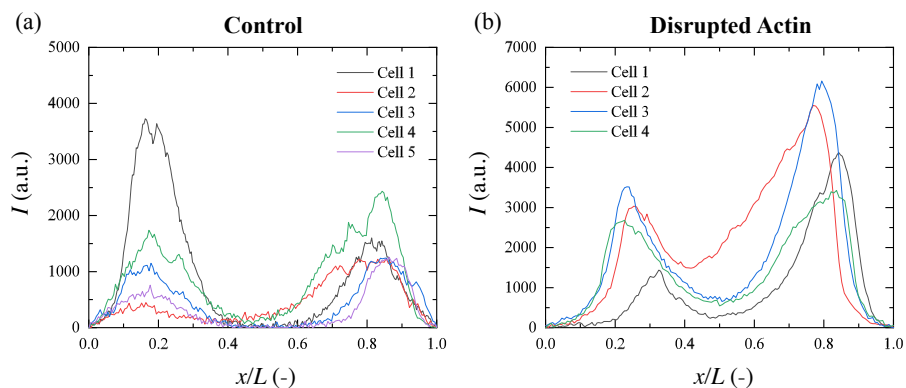 (a)
Control
5000
4000
3000
2000
1000
0
I (a.u.)
Cell 1
Cell 2
Cell 3
Cell 4
Cell 5
0.0 0.2 0.4 0.6 0.8 1.0
x/L (-)
(b)
Disrupted Actin
7000
6000
5000
4000
3000
2000
1000
0
I (a.u.)
Cell 1
Cell 2
Cell 3
Cell 4
0.0 0.2 0.4 0.6 0.8 1.0
x/L (-)